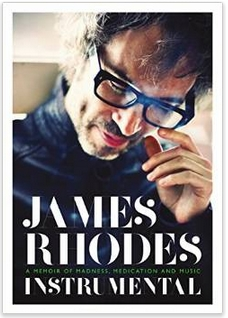 JAMES
RHODES
A MEMOIR OF MADNESS, MEDICATION AND MUSIC
INSTRUMENTAL